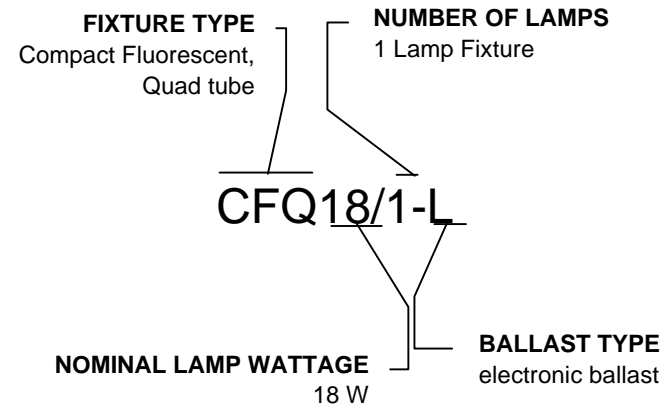 FIXTURE TYPE
Compact Fluorescent,
Quad tube
NUMBER OF LAMPS
1 Lamp Fixture
CFQ18/1-L
NOMINAL LAMP WATTAGE
18 W
BALLAST TYPE
electronic ballast